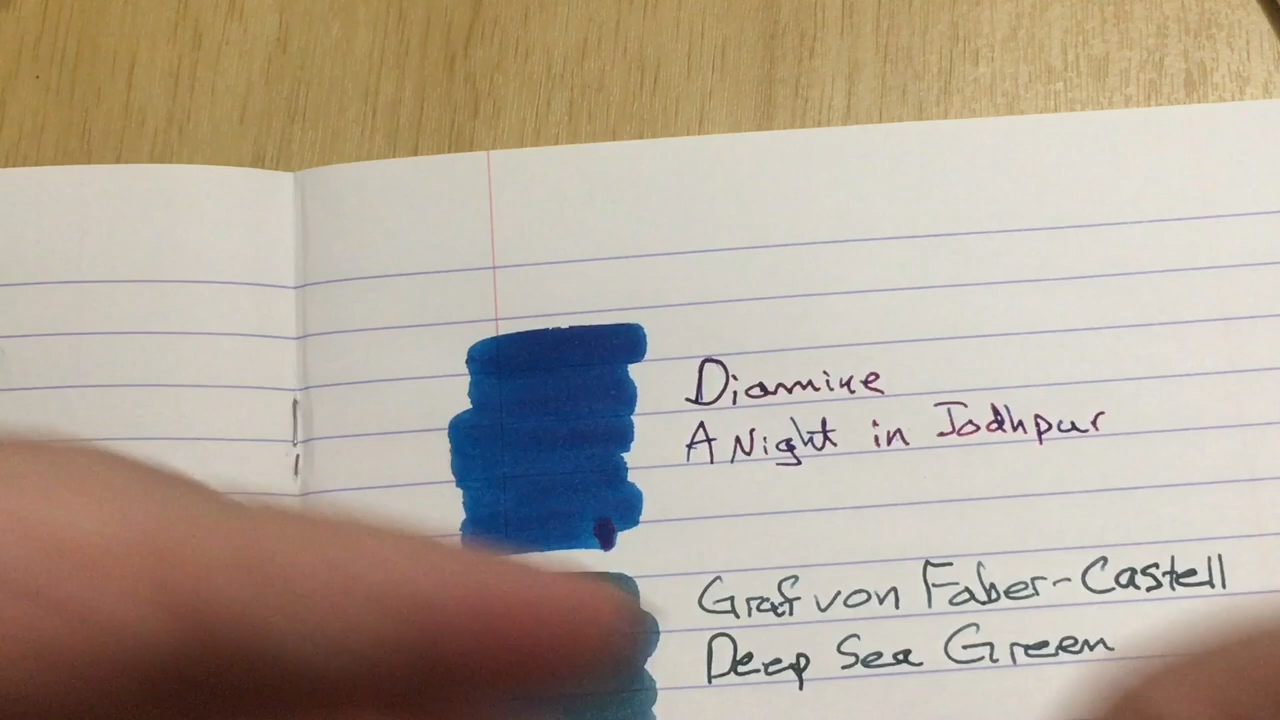 Diamine
A Night in Jodhpur
Graf von Faber-Castell
Deep Sea Green